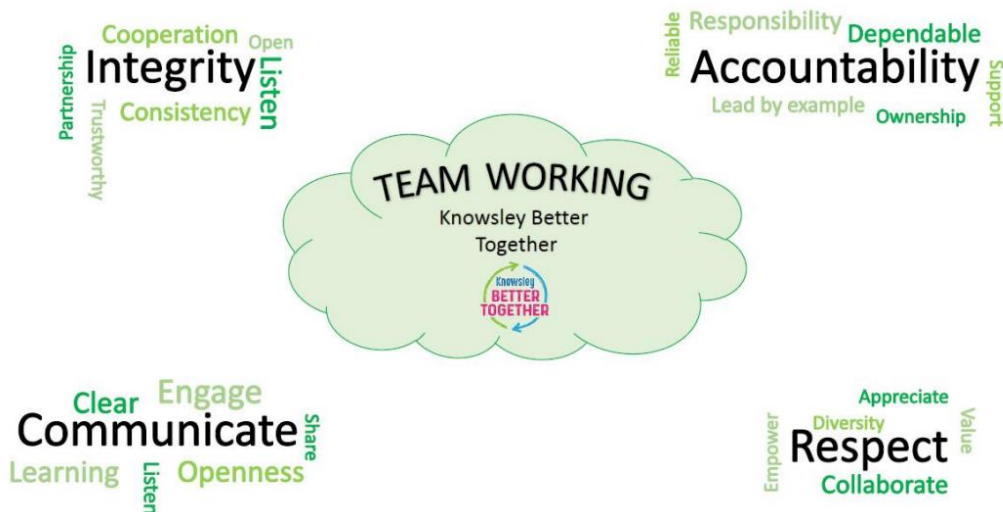 Cooperation
Open
Integrity
Listen
Partnership
Trustworthy
Consistency
Reliable
Responsibility
Dependable
Accountability
Support
Lead by example
Ownership
TEAM WORKING
Knowsley Better
Together
Knowsley
BETTER
TOGETHER
Clear
Engage
Communicate
Share
Learning
Listen
Openness
Appreciate
Value
Empower
Diversity
Respect
Collaborate